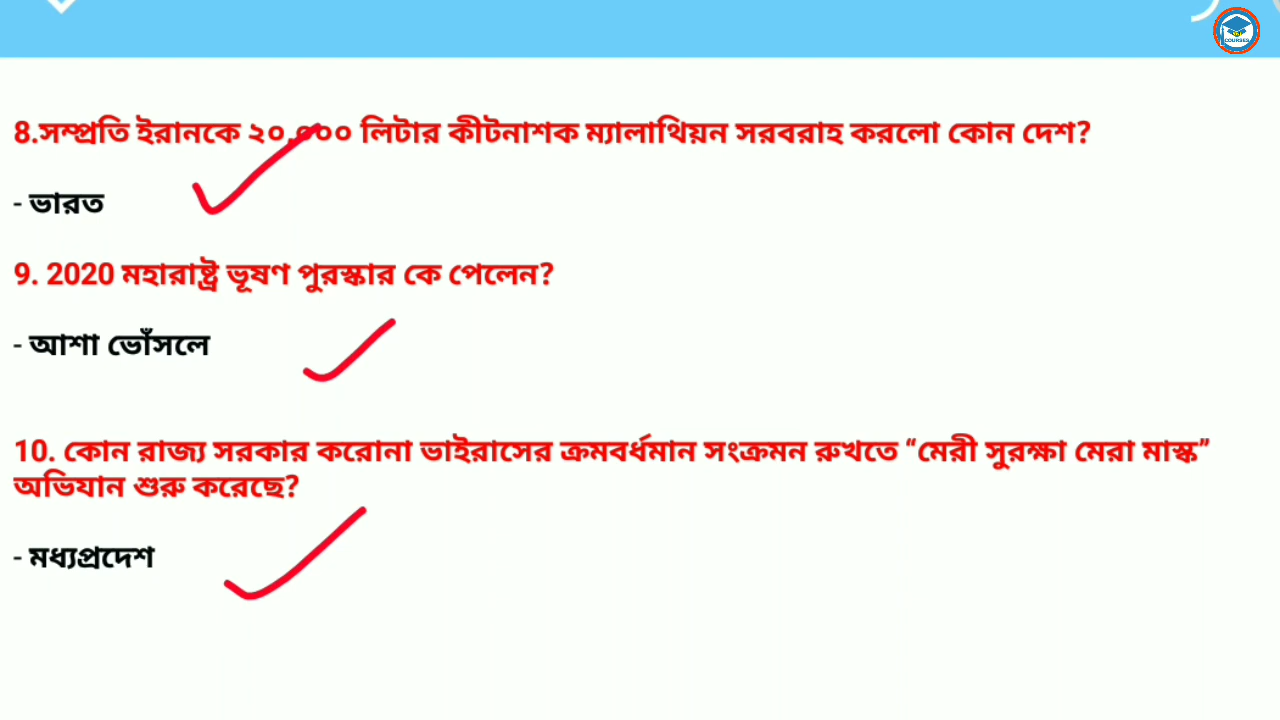 COURSES
8.সম্প্রতি ইরানকে ২০,০০০ লিটার কীটনাশক ম্যালাথিয়ন সরবরাহ করলো কোন দেশ?
- ভারত
9. 2020 মহারাষ্ট্র ভূষণ পুরস্কার কে পেলেন?
- আশা ভোঁসলে
10. কোন রাজ্য সরকার করোনা ভাইরাসের ক্রমবর্ধমান সংক্রমন রুখতে “মেরী সুরক্ষা মেরা মাস্ক”
অভিযান শুরু করেছে?
- মধ্যপ্রদেশ